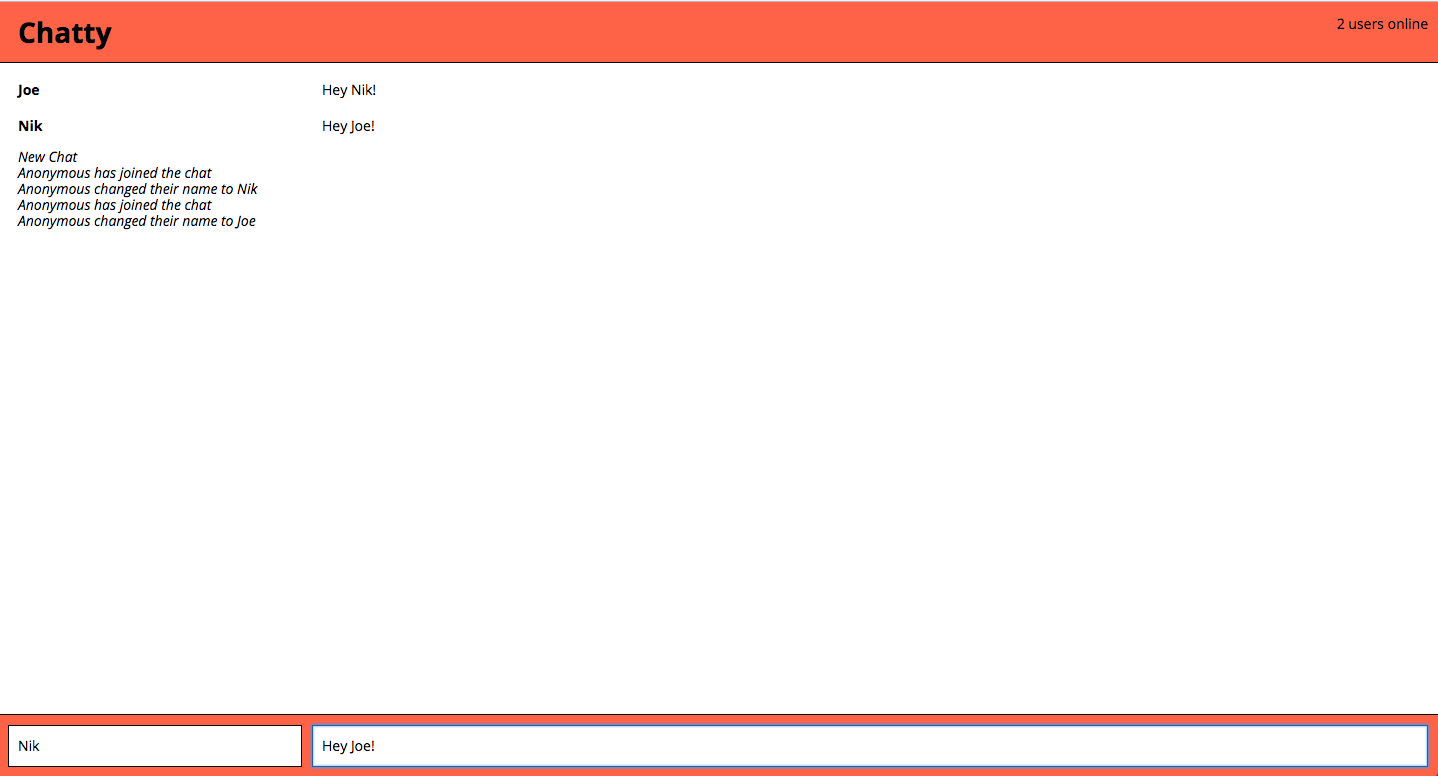 Chatty
2 users online
Joe
Hey Nik!
Nik
Hey Joe!
New Chat
Anonymous has joined the chat
Anonymous changed their name to Nik
Anonymous has joined the chat
Anonymous changed their name to Joe
Nik
Hey Joe!